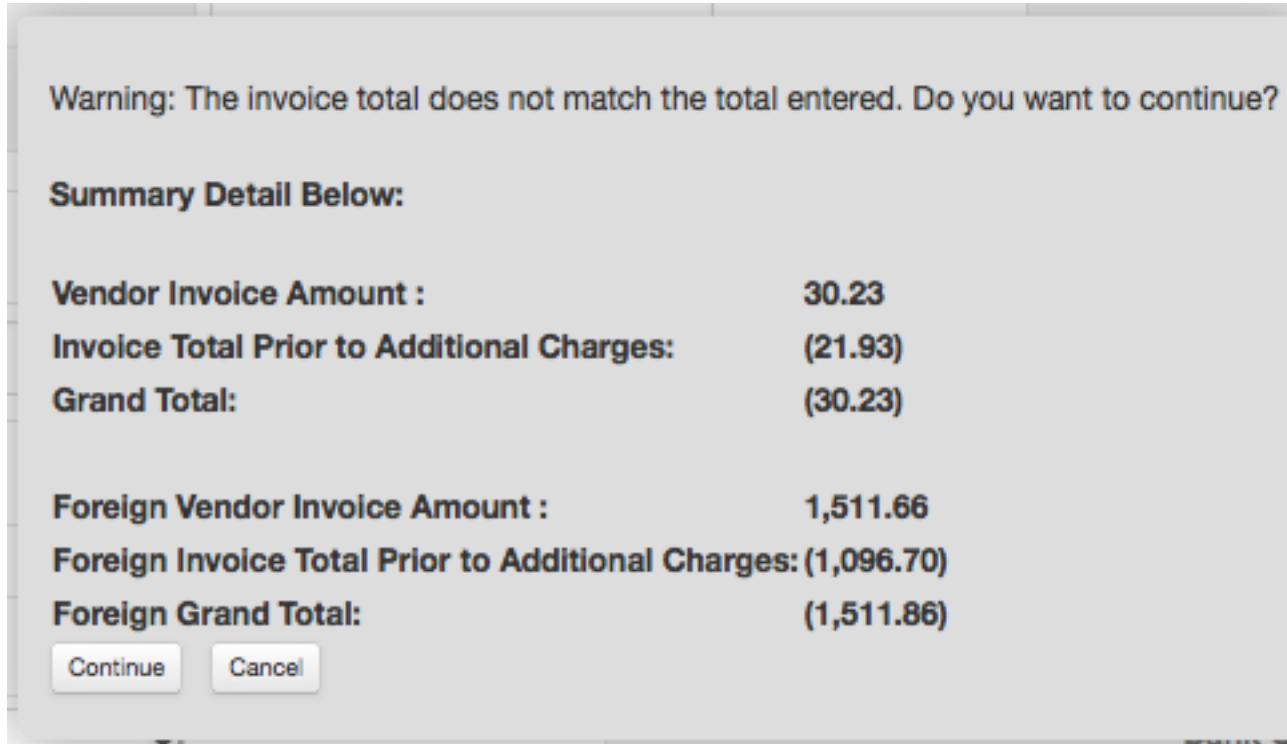 Warning: The invoice total does not match the total entered. Do you want to continue?
Summary Detail Below:
Vendor Invoice Amount : 30.23
Invoice Total Prior to Additional Charges: (21.93)
Grand Total: (30.23)
Foreign Vendor Invoice Amount : 1,511.66
Foreign Invoice Total Prior to Additional Charges: (1,096.70)
Foreign Grand Total: (1,511.86)
Continue Cancel